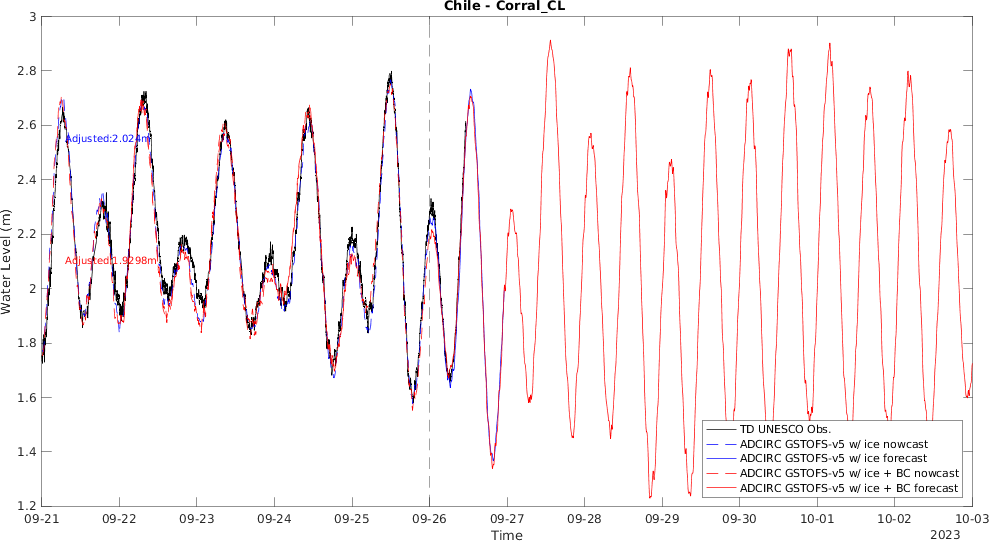 Chile - Corral_CL
3
2.8
2.6
2.4
2.2
2
1.8
1.6
1.4
1.2
Water Level (m)
Adjusted:2.024m
Adjusted:1.9298m
TD UNESCO Obs.
ADCIRC GSTOFS-v5 w/ ice nowcast
ADCIRC GSTOFS-v5 w/ ice forecast
ADCIRC GSTOFS-v5 w/ ice + BC nowcast
ADCIRC GSTOFS-v5 w/ ice + BC forecast
09-21 09-22 09-23 09-24 09-25 09-26 09-27 09-28 09-29 09-30 10-01 10-02 10-03
Time
2023